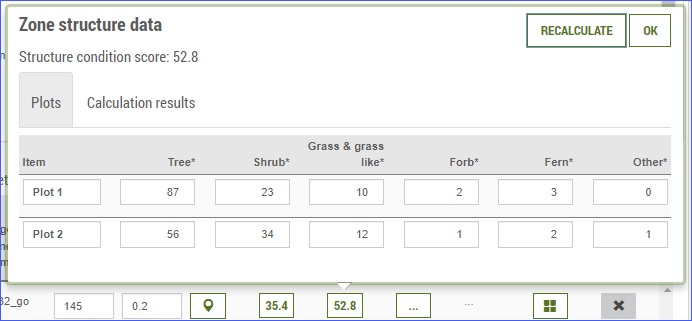 Zone structure data
RECALCULATE
OK
Structure condition score: 52.8
Plots
Calculation results
Item Tree* Shrub* Grass & grass like* Forb* Fern* Other*
Plot 1 87 23 10 2 3 0
Plot 2 56 34 12 1 2 1
32_go 145 0.2 35.4 52.8 ... ...